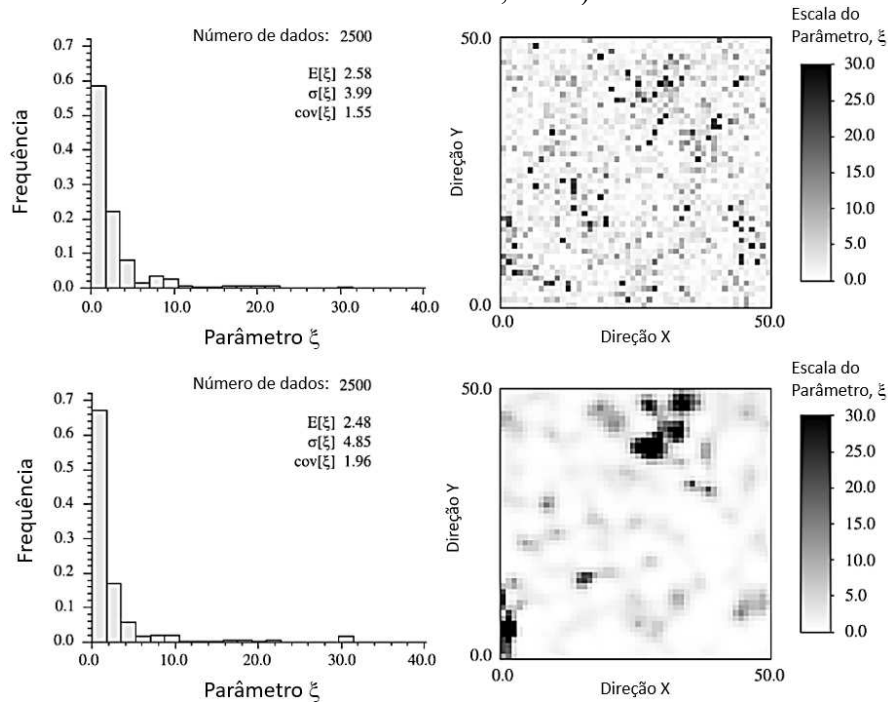 Número de dados: 2500
E[ξ] 2.58
σ[ξ] 3.99
cov[ξ] 1.55
Frequência
0.7
0.6
0.5
0.4
0.3
0.2
0.1
0.0
0.0 10.0 20.0 30.0 40.0
Parâmetro ξ
50.0
Direção Y
0.0
0.0 50.0
Direção X
Escala do
Parâmetro, ξ
30.0
25.0
20.0
15.0
10.0
5.0
0.0
Número de dados: 2500
E[ξ] 2.48
σ[ξ] 4.85
cov[ξ] 1.96
Frequência
0.7
0.6
0.5
0.4
0.3
0.2
0.1
0.0
0.0 10.0 20.0 30.0 40.0
Parâmetro ξ
50.0
Direção Y
0.0
0.0 50.0
Direção X
Escala do
Parâmetro, ξ
30.0
25.0
20.0
15.0
10.0
5.0
0.0